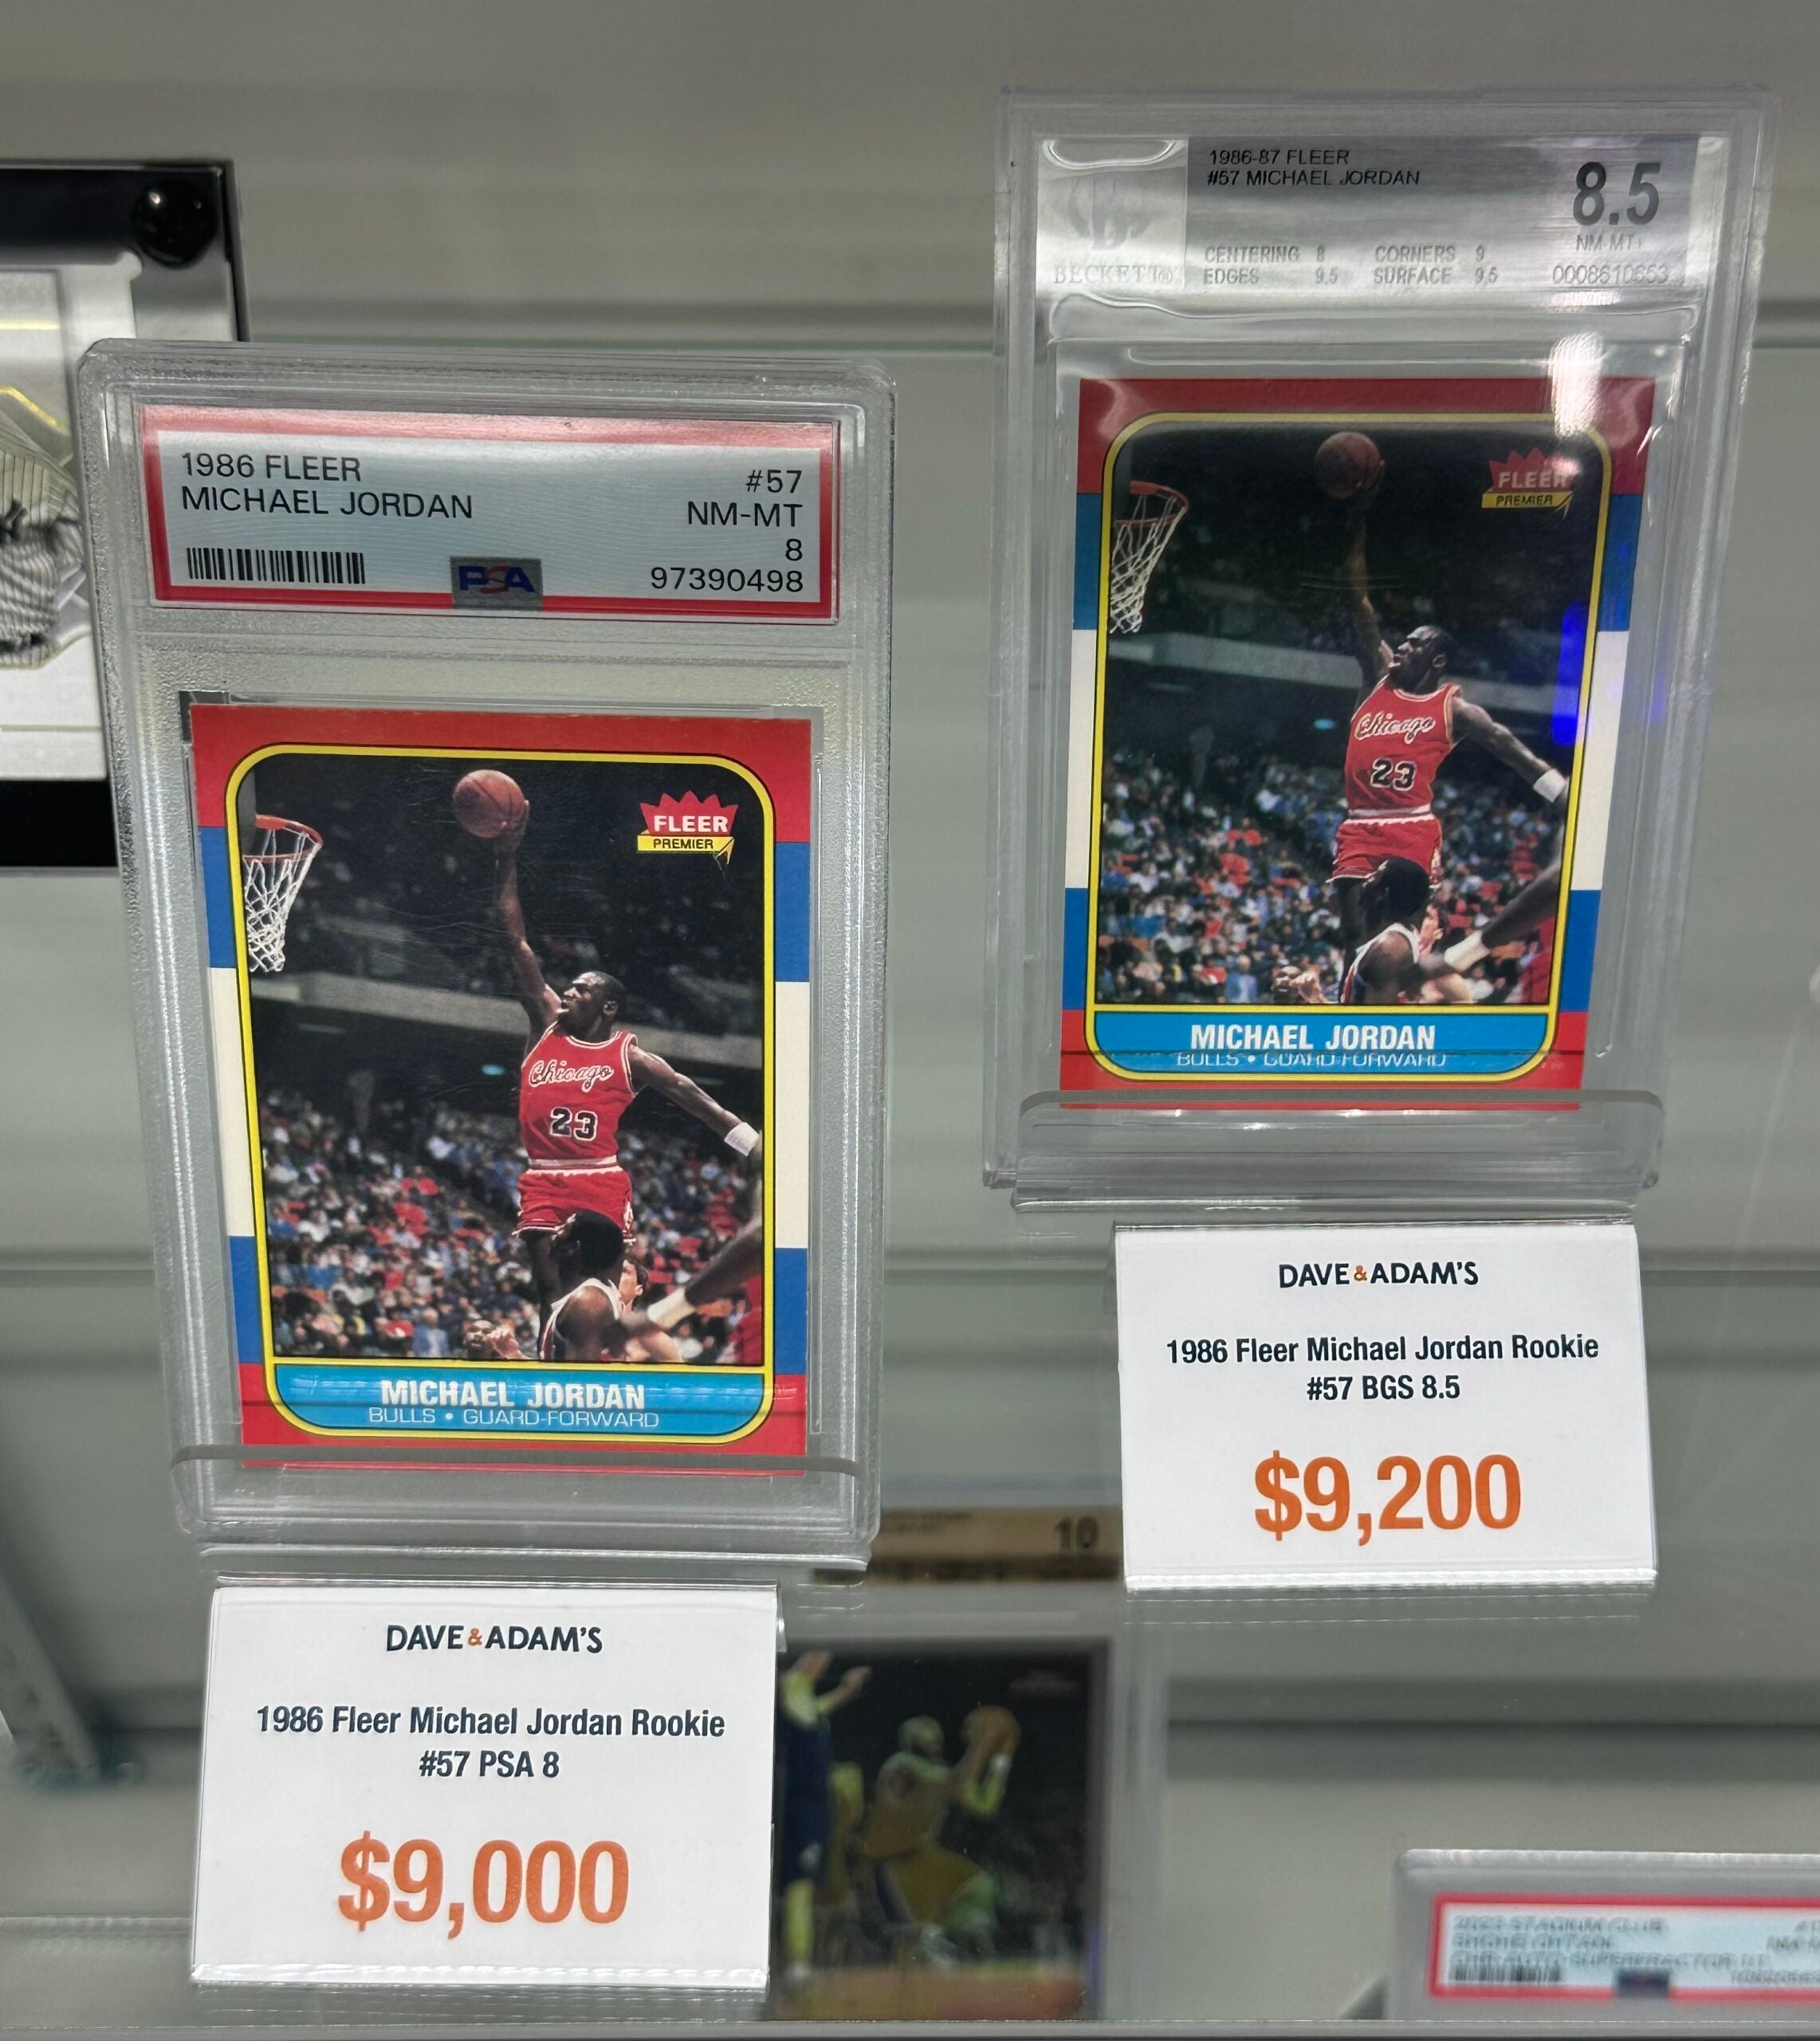 1986 FLEER
MICHAEL JORDAN
#57
NM-MT
8
PSA
97390498
FLEER
PREMIER
Chicago
23
MICHAEL JORDAN
BULLS • GUARD-FORWARD
DAVE & ADAM'S
1986 Fleer Michael Jordan Rookie
#57 PSA 8
$9,000
1986-87 FLEER
#57 MICHAEL JORDAN
8.5
NM-MT+
CENTERING 8 CORNERS 9
EDGES 9.5 SURFACE 9.5
BECKETT®
0008610653
FLEER
PREMIER
Chicago
23
MICHAEL JORDAN
BULLS • GUARD-FORWARD
DAVE & ADAM'S
1986 Fleer Michael Jordan Rookie
#57 BGS 8.5
$9,200
10